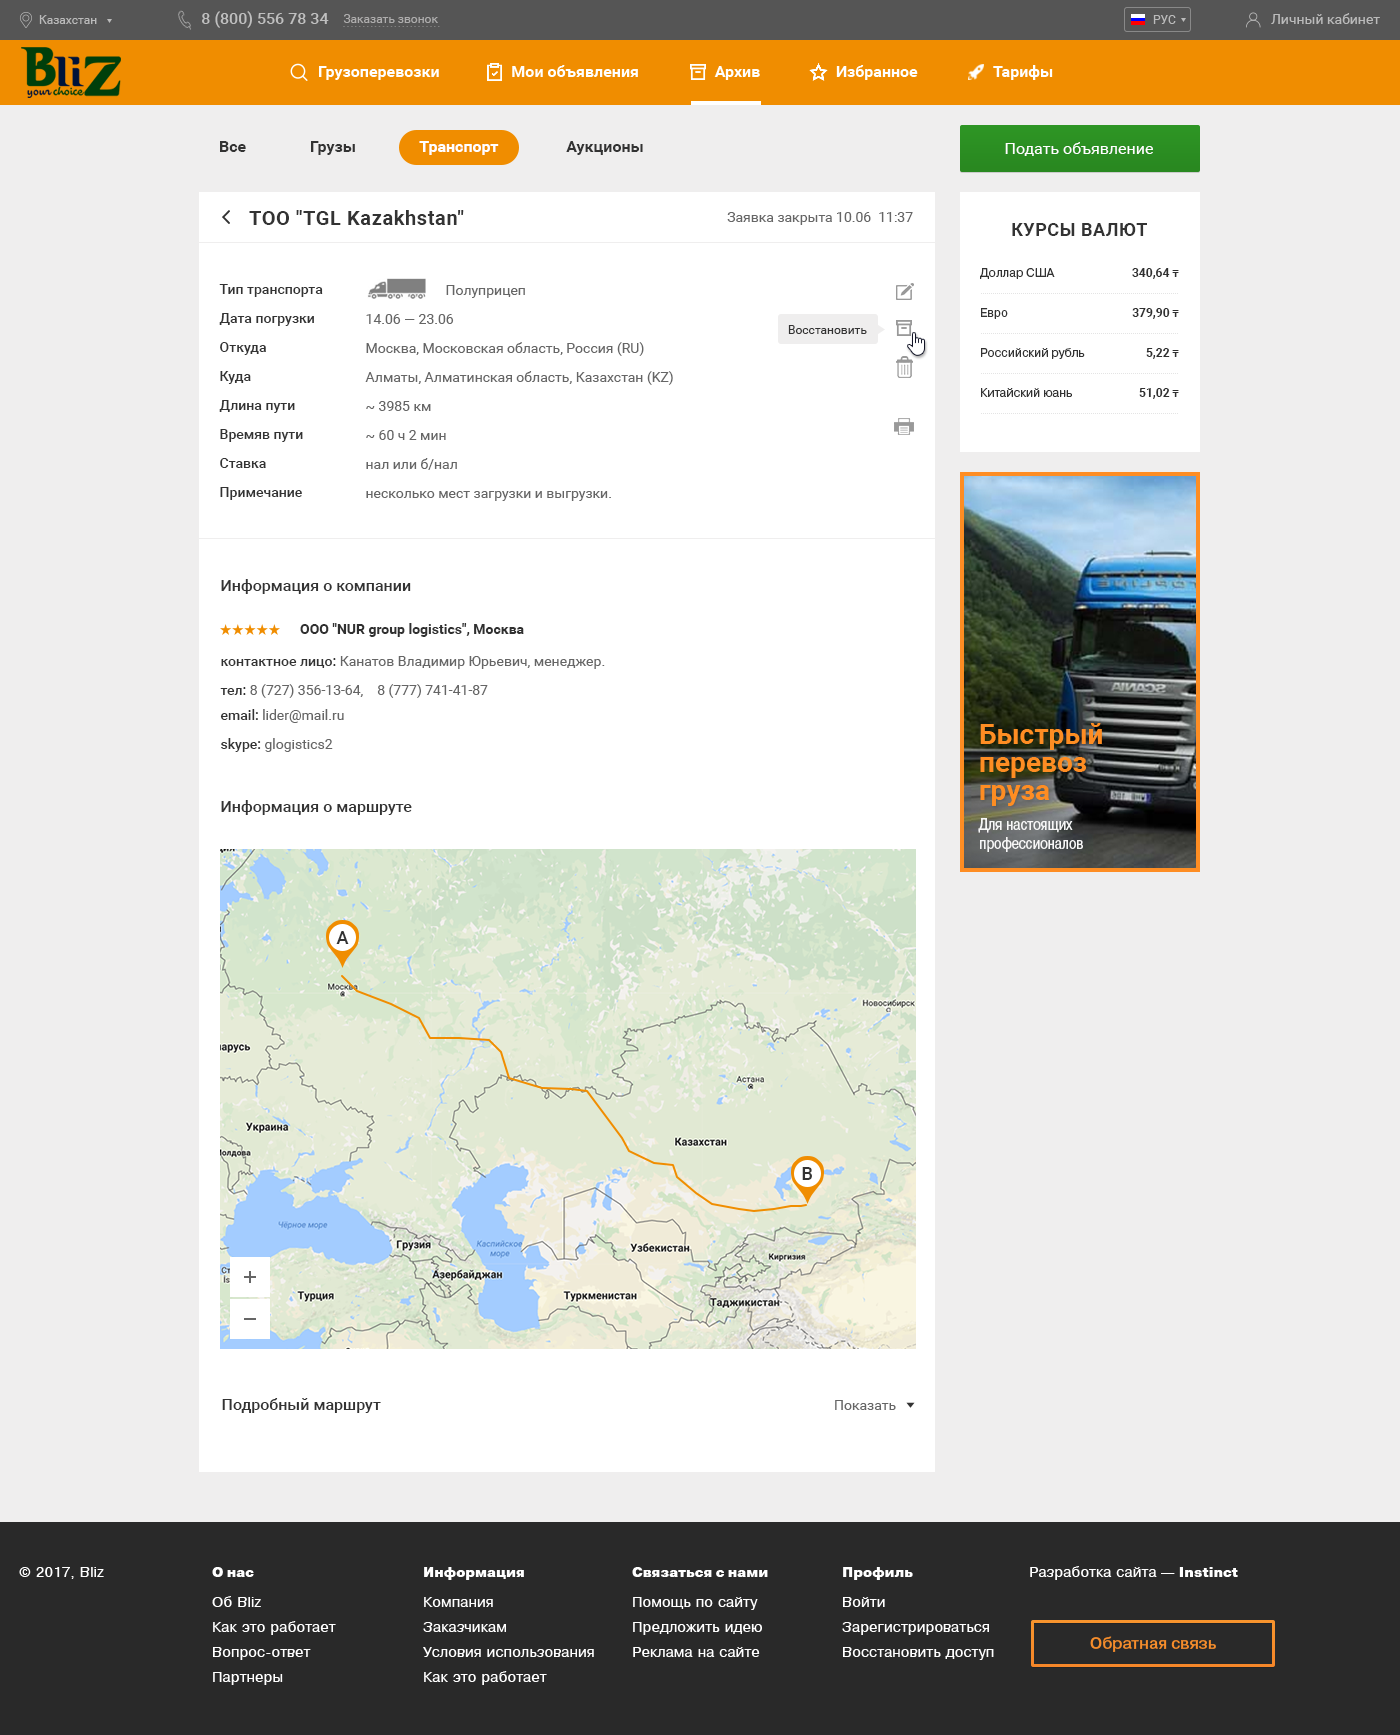 Казахстан
8 (800) 556 78 34
Заказать звонок
РУС
Личный кабинет
BliZ
your choice
Грузоперевозки
Мои объявления
Архив
Избранное
Тарифы
Все
Грузы
Транспорт
Аукционы
Подать объявление
ТОО "TGL Kazakhstan"
Заявка закрыта 10.06 11:37
Тип транспорта
Полуприцеп
Дата погрузки
14.06 — 23.06
Откуда
Москва, Московская область, Россия (RU)
Куда
Алматы, Алматинская область, Казахстан (KZ)
Длина пути
~ 3985 км
Времяв пути
~ 60 ч 2 мин
Ставка
нал или б/нал
Примечание
несколько мест загрузки и выгрузки.
Восстановить
КУРСЫ ВАЛЮТ
Доллар США
340,64 ₸
Евро
379,90 ₸
Российский рубль
5,22 ₸
Китайский юань
51,02 ₸
Быстрый
перевоз
груза
Для настоящих
профессионалов
Информация о компании
ООО "NUR group logistics", Москва
контактное лицо: Канатов Владимир Юрьевич, менеджер.
тел: 8 (727) 356-13-64, 8 (777) 741-41-87
email: lider@mail.ru
skype: glogistics2
Информация о маршруте
A
Москва
Новосибирск
арусь
Астана
Украина
Казахстан
олдова
B
Чёрное море
Грузия
Каспийское
море
Узбекистан
Киргизия
Азербайджан
Турция
Туркменистан
Таджикистан
+
−
Подробный маршрут
Показать
© 2017, Bliz
О нас
Об Bliz
Как это работает
Вопрос-ответ
Партнеры
Информация
Компания
Заказчикам
Условия использования
Как это работает
Связаться с нами
Помощь по сайту
Предложить идею
Реклама на сайте
Профиль
Войти
Зарегистрироваться
Восстановить доступ
Разработка сайта — Instinct
Обратная связь